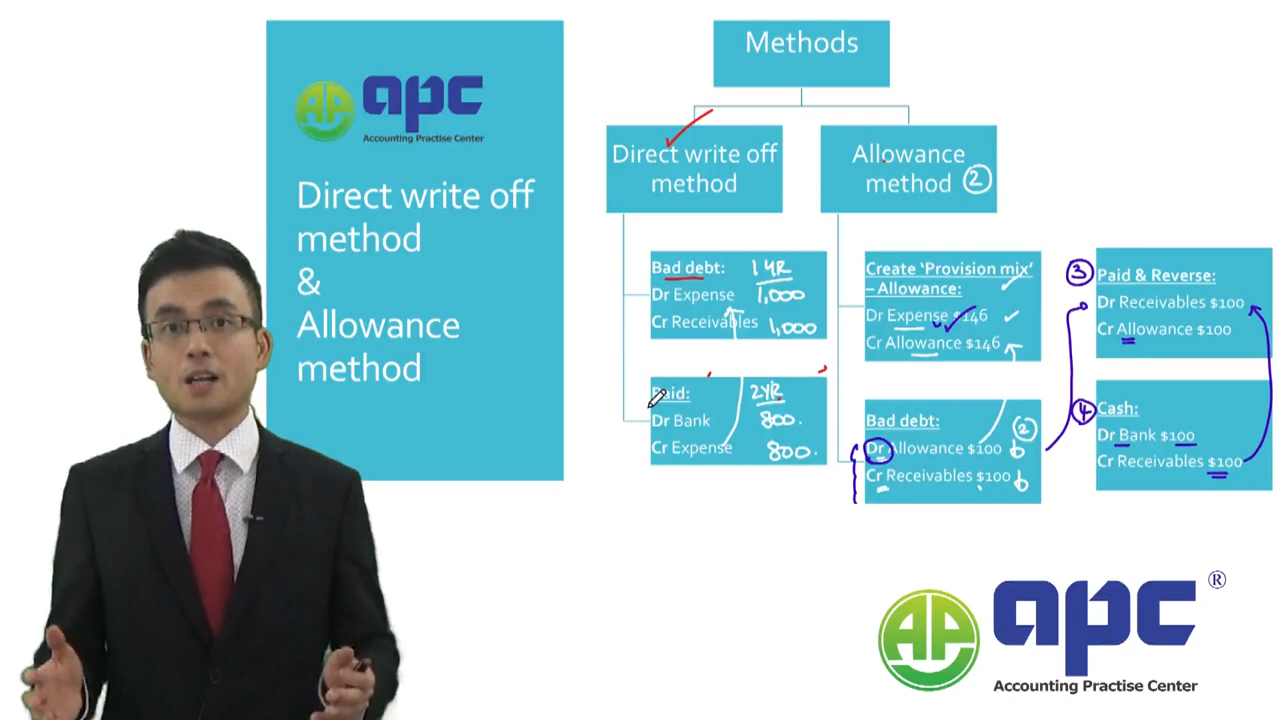 AP
apc
Accounting Practise Center
Direct write off
method
&
Allowance
method
Methods
Direct write off
method
Allowance
method ②
Bad debt: 1 YR
Dr Expense 1,000
Cr Receivables 1,000
Paid: 2YR
Dr Bank 800.
Cr Expense 800.
Create ‘Provision mix’
– Allowance:
Dr Expense $146
Cr Allowance $146
Bad debt: ②
Dr Allowance $100 b
Cr Receivables $100 b
③ Paid & Reverse:
Dr Receivables $100
Cr Allowance $100
④ Cash:
Dr Bank $100
Cr Receivables $100
AP
apc ®
Accounting Practise Center